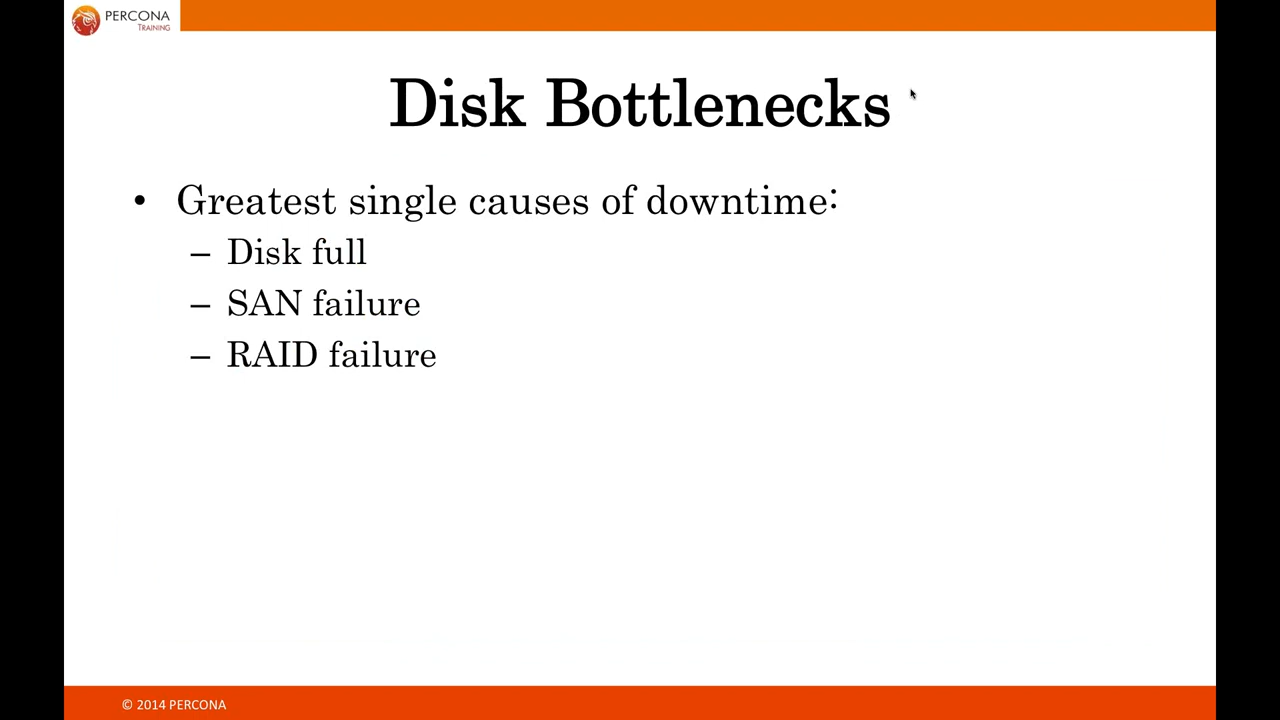 PERCONA
TRAINING
Disk Bottlenecks
• Greatest single causes of downtime:
– Disk full
– SAN failure
– RAID failure
© 2014 PERCONA